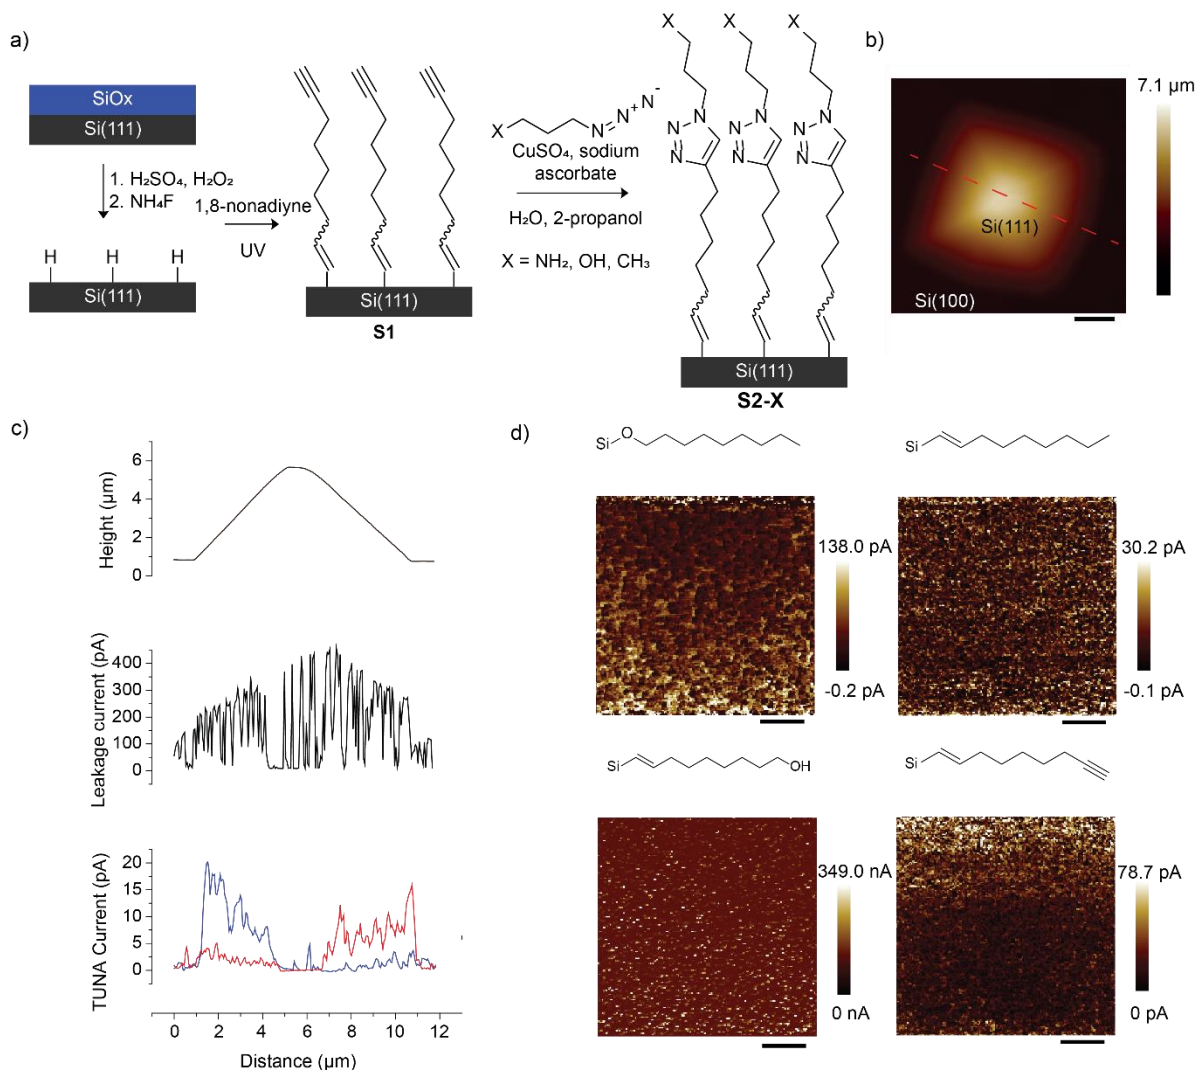 a)
SiOx
Si(111)
1. H₂SO₄, H₂O₂
2. NH₄F
H H H
Si(111)
1,8-nonadiyne
UV
Si(111)
S1
X N N⁺ N⁻
CuSO₄, sodium
ascorbate
H₂O, 2-propanol
X = NH₂, OH, CH₃
X X X
N N N
N N N
N N N
Si(111)
S2-X
b)
Si(111)
Si(100)
7.1 µm
c)
Height (µm)
6
4
2
0
Leakage current (pA)
400
300
200
100
0
TUNA Current (pA)
20
15
10
5
0
0 2 4 6 8 10 12
Distance (µm)
d)
Si O
138.0 pA
-0.2 pA
Si
30.2 pA
-0.1 pA
Si OH
349.0 nA
0 nA
Si
78.7 pA
0 pA